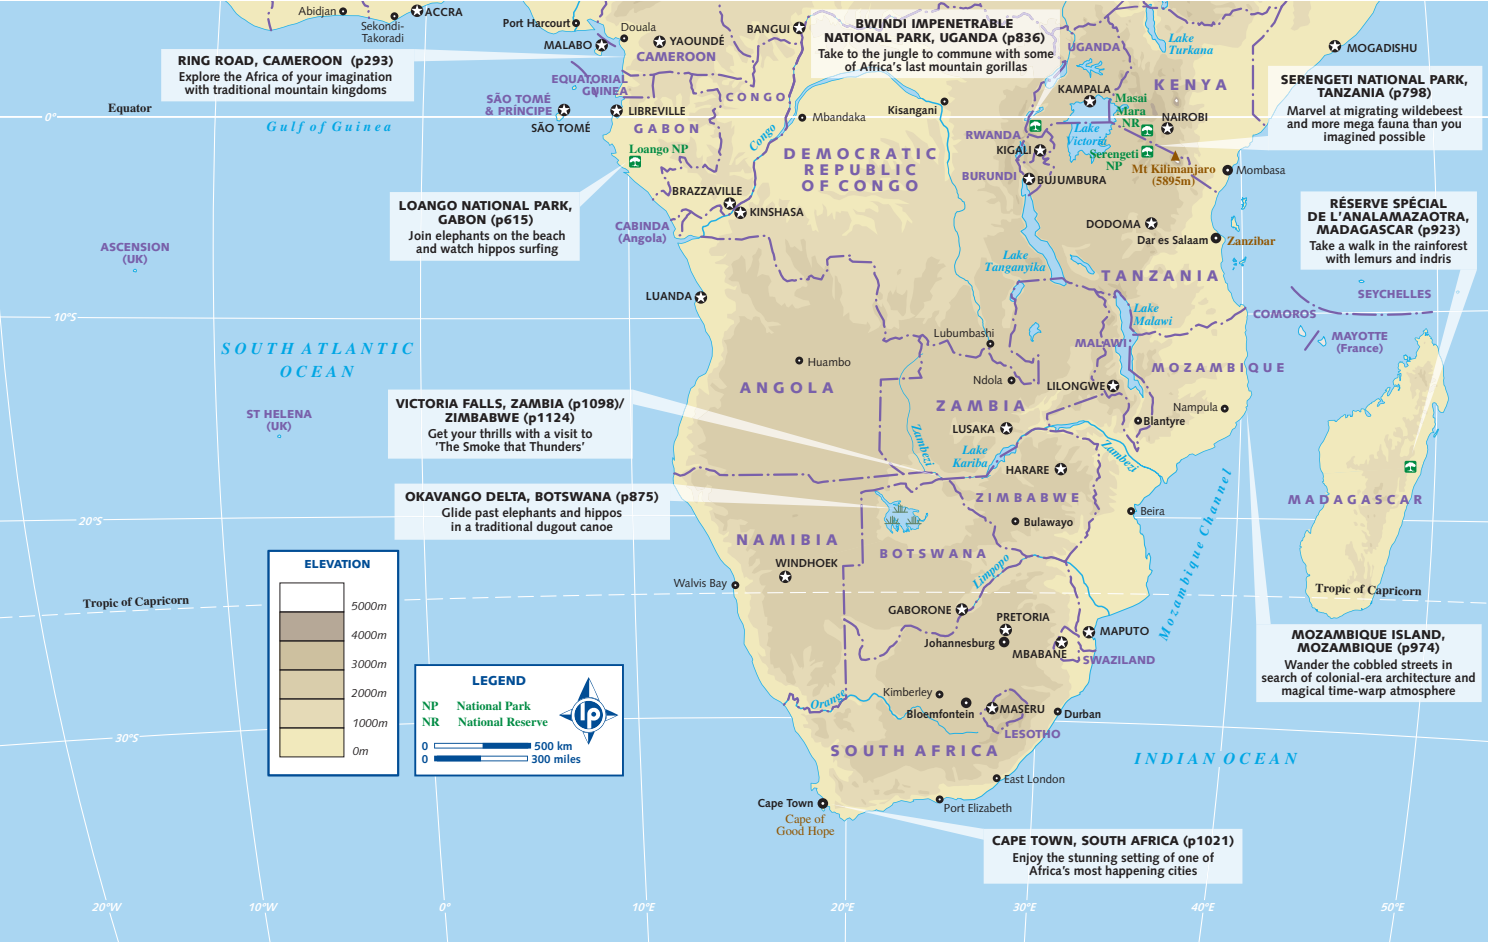 Abidjan
Sekondi-
Takoradi
ACCRA
Port Harcourt
Douala
MALABO
YAOUNDÉ
CAMEROON
BANGUI
RING ROAD, CAMEROON (p293)
Explore the Africa of your imagination
with traditional mountain kingdoms
BWINDI IMPENETRABLE
NATIONAL PARK, UGANDA (p836)
Take to the jungle to commune with some
of Africa's last mountain gorillas
UGANDA
Lake
Turkana
MOGADISHU
KENYA
SERENGETI NATIONAL PARK,
TANZANIA (p798)
Marvel at migrating wildebeest
and more mega fauna than you
imagined possible
EQUATORIAL
GUINEA
SÃO TOMÉ
& PRÍNCIPE
SÃO TOMÉ
LIBREVILLE
CONGO
GABON
Loango NP
Equator
0°
Gulf of Guinea
Mbandaka
Kisangani
Congo
KAMPALA
Masai
Mara
NR
NAIROBI
Lake
Victoria
Serengeti
NP
Mt Kilimanjaro
(5895m)
Mombasa
RWANDA
KIGALI
BURUNDI
BUJUMBURA
DEMOCRATIC
REPUBLIC
OF CONGO
BRAZZAVILLE
KINSHASA
CABINDA
(Angola)
LOANGO NATIONAL PARK,
GABON (p615)
Join elephants on the beach
and watch hippos surfing
DODOMA
Dar es Salaam
Zanzibar
TANZANIA
Lake
Tanganyika
RÉSERVE SPÉCIAL
DE L'ANALAMAZAOTRA,
MADAGASCAR (p923)
Take a walk in the rainforest
with lemurs and indris
ASCENSION
(UK)
LUANDA
10°S
SOUTH ATLANTIC
OCEAN
ST HELENA
(UK)
SEYCHELLES
COMOROS
MAYOTTE
(France)
Lake
Malawi
MALAWI
Lubumbashi
Huambo
ANGOLA
Ndola
LILONGWE
MOZAMBIQUE
ZAMBIA
Nampula
Blantyre
LUSAKA
Zambezi
Lake
Kariba
Zambezi
HARARE
VICTORIA FALLS, ZAMBIA (p1098)/
ZIMBABWE (p1124)
Get your thrills with a visit to
'The Smoke that Thunders'
OKAVANGO DELTA, BOTSWANA (p875)
Glide past elephants and hippos
in a traditional dugout canoe
20°S
ZIMBABWE
Bulawayo
Beira
MADAGASCAR
Mozambique Channel
NAMIBIA
BOTSWANA
WINDHOEK
Limpopo
Walvis Bay
Tropic of Capricorn
Tropic of Capricorn
GABORONE
PRETORIA
Johannesburg
MBABANE
MAPUTO
SWAZILAND
MOZAMBIQUE ISLAND,
MOZAMBIQUE (p974)
Wander the cobbled streets in
search of colonial-era architecture and
magical time-warp atmosphere
ELEVATION
5000m
4000m
3000m
2000m
1000m
0m
LEGEND
NP National Park
NR National Reserve
0 500 km
0 300 miles
lp
30°S
Orange
Kimberley
Bloemfontein
MASERU
Durban
LESOTHO
SOUTH AFRICA
INDIAN OCEAN
East London
Port Elizabeth
Cape Town
Cape of
Good Hope
CAPE TOWN, SOUTH AFRICA (p1021)
Enjoy the stunning setting of one of
Africa's most happening cities
20°W
10°W
0°
10°E
20°E
30°E
40°E
50°E